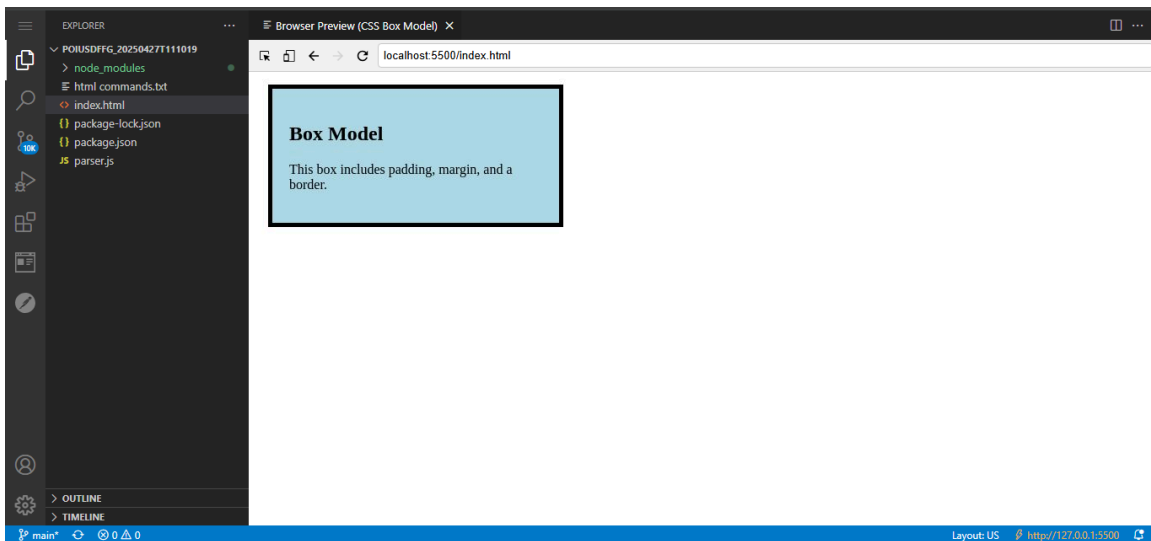 EXPLORER
Browser Preview (CSS Box Model)
POIUSDFFG_20250427T111019
node_modules
html commands.txt
index.html
{} package-lock.json
{} package.json
JS parser.js
10K
OUTLINE
TIMELINE
localhost:5500/index.html
Box Model
This box includes padding, margin, and a
border.
main* 0 0 Layout: US http://127.0.0.1:5500